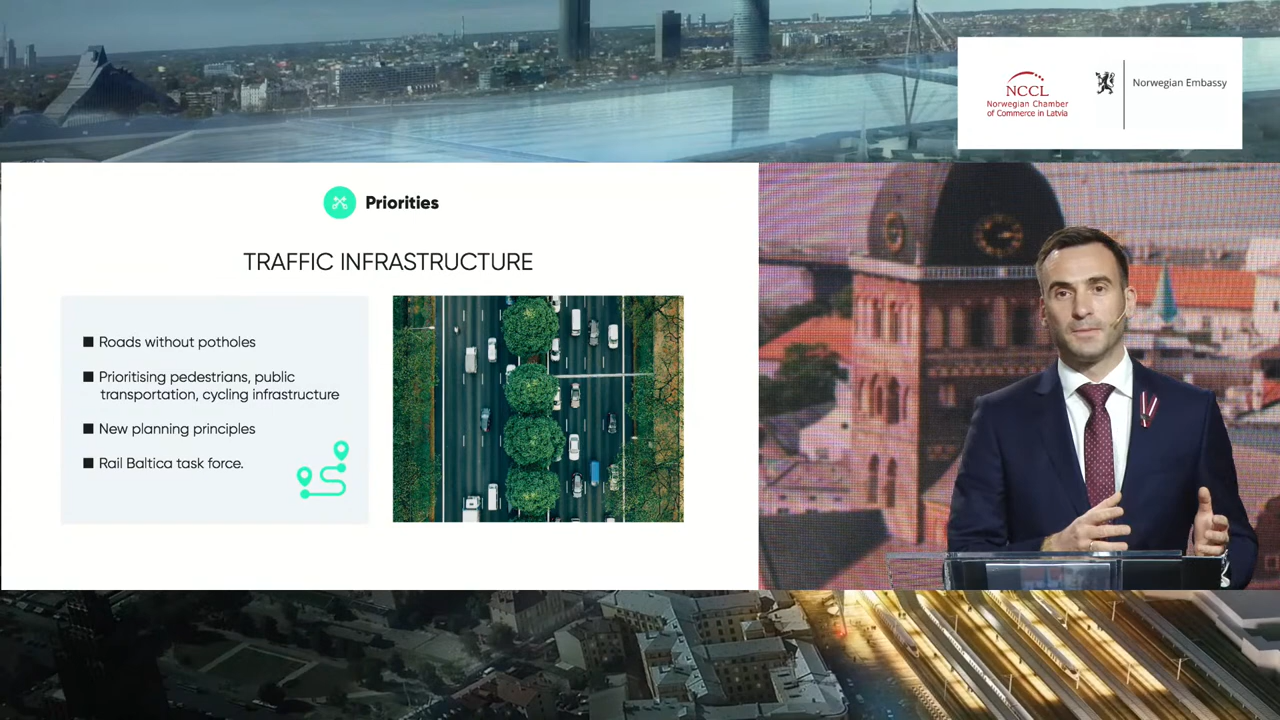 NCCL
Norwegian Chamber
of Commerce in Latvia
Norwegian Embassy
Priorities
TRAFFIC INFRASTRUCTURE
■ Roads without potholes
■ Prioritising pedestrians, public
transportation, cycling infrastructure
■ New planning principles
■ Rail Baltica task force.